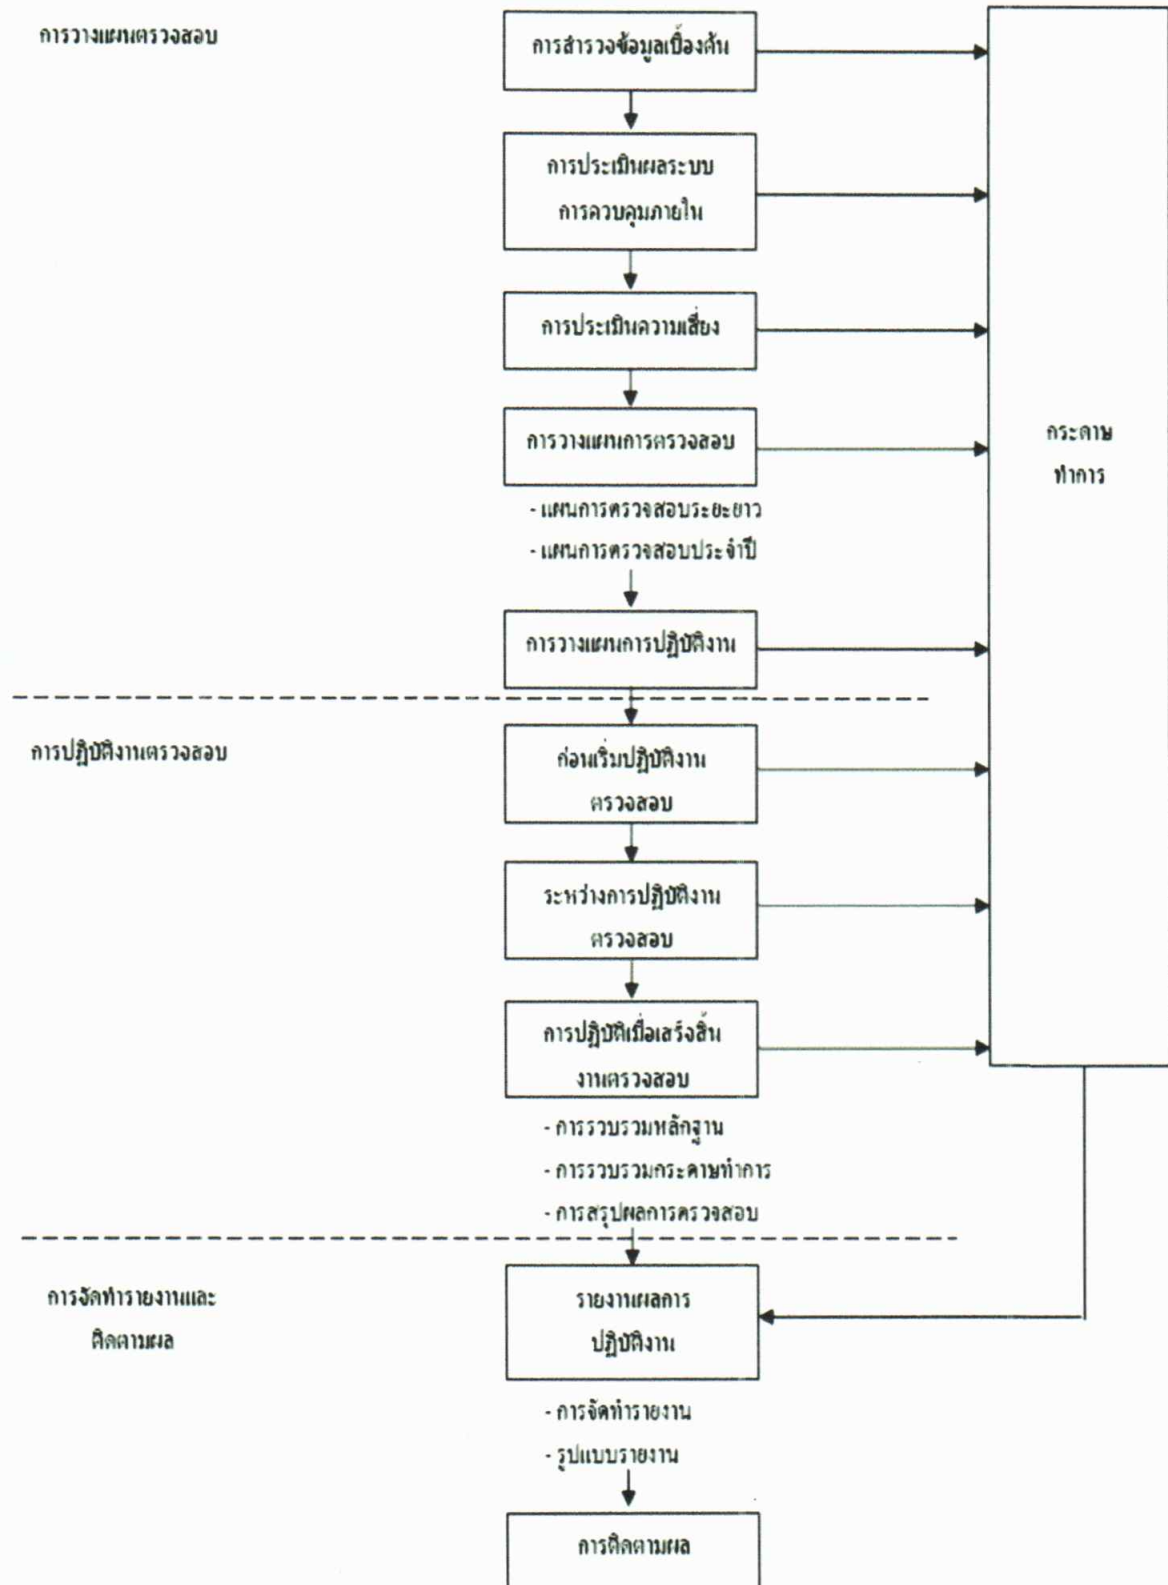 การวางแผนตรวจสอบ
การสำรวจข้อมูลเบื้องต้น
การประเมินผลระบบ
การควบคุมภายใน
การประเมินความเสี่ยง
การวางแผนการตรวจสอบ
- แผนการตรวจสอบระยะยาว
- แผนการตรวจสอบประจำปี
การวางแผนการปฏิบัติงาน
กระดาษ
ทำการ
การปฏิบัติงานตรวจสอบ
ก่อนเริ่มปฏิบัติงาน
ตรวจสอบ
ระหว่างการปฏิบัติงาน
ตรวจสอบ
การปฏิบัติเมื่อเสร็จสิ้น
งานตรวจสอบ
- การรวบรวมหลักฐาน
- การรวบรวมกระดาษทำการ
- การสรุปผลการตรวจสอบ
การจัดทำรายงานและ
ติดตามผล
รายงานผลการ
ปฏิบัติงาน
- การจัดทำรายงาน
- รูปแบบรายงาน
การติดตามผล